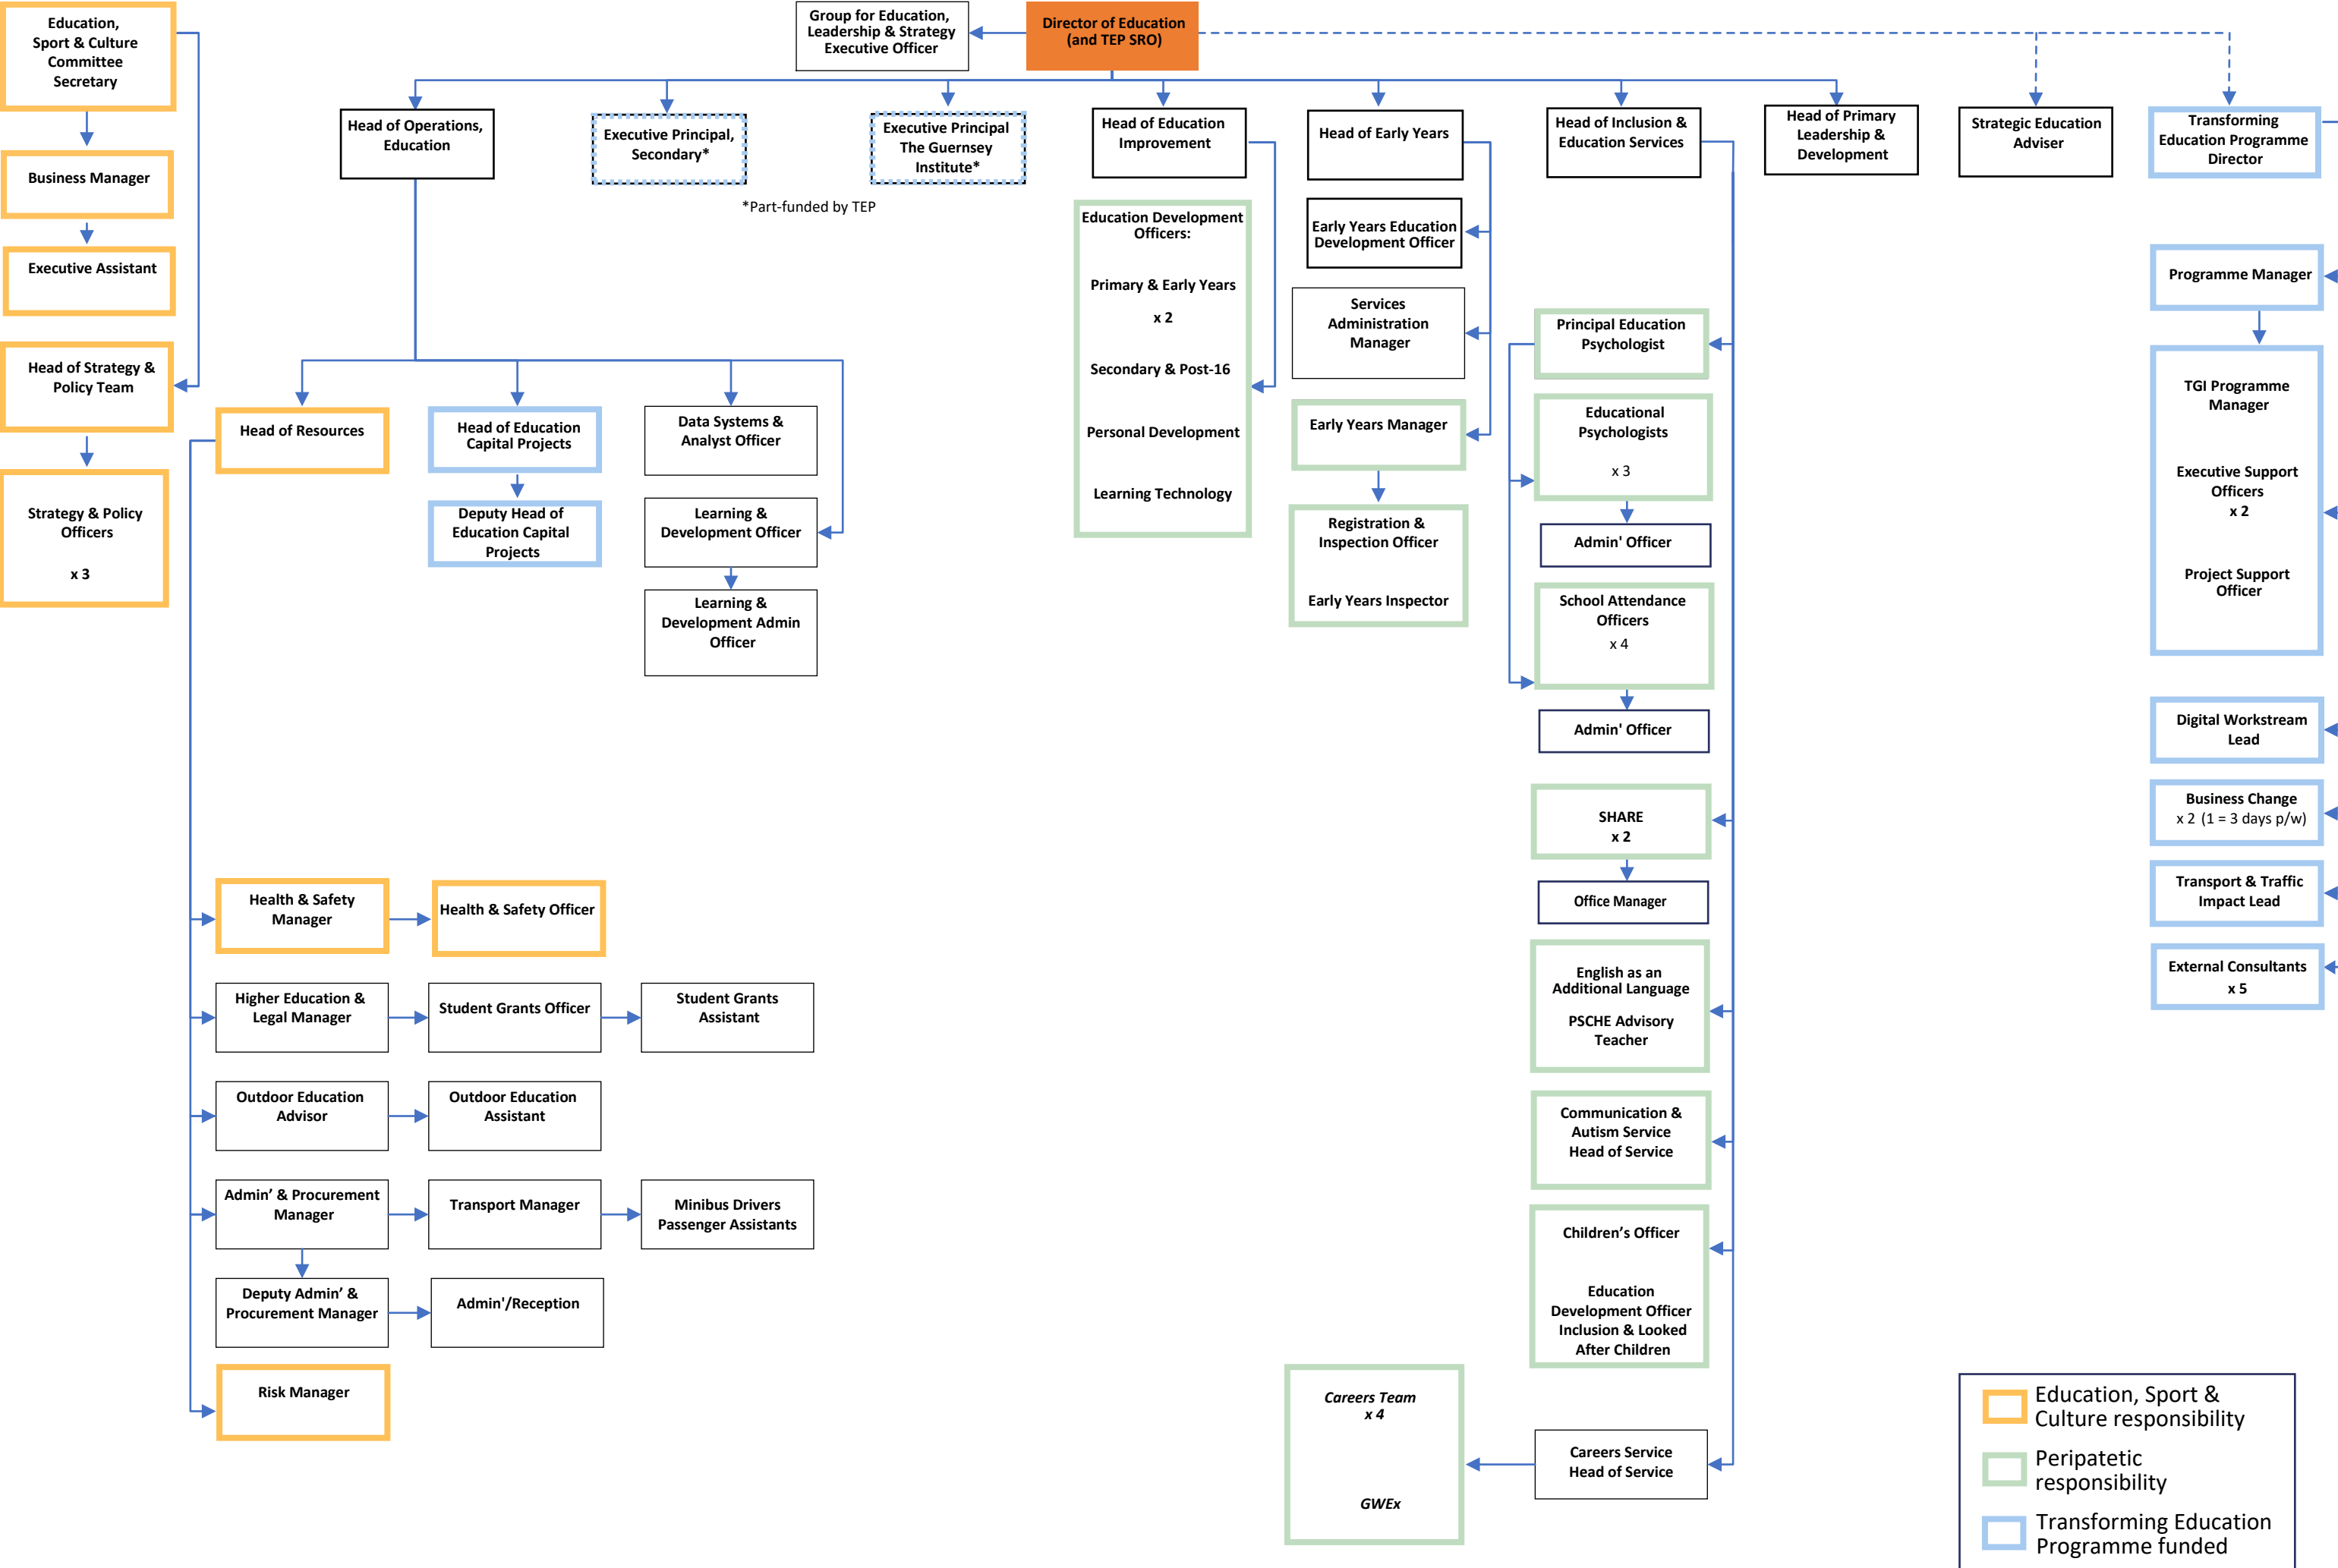 Education,
Sport & Culture
Committee
Secretary
Business Manager
Executive Assistant
Head of Strategy &
Policy Team
Strategy & Policy
Officers
x 3
Group for Education,
Leadership & Strategy
Executive Officer
Director of Education
(and TEP SRO)
Head of Operations,
Education
Executive Principal,
Secondary*
Executive Principal
The Guernsey
Institute*
*Part-funded by TEP
Head of Education
Improvement
Head of Early Years
Head of Inclusion &
Education Services
Head of Primary
Leadership &
Development
Strategic Education
Adviser
Transforming
Education Programme
Director
Head of Resources
Head of Education
Capital Projects
Deputy Head of
Education Capital
Projects
Data Systems &
Analyst Officer
Learning &
Development Officer
Learning &
Development Admin
Officer
Health & Safety
Manager
Health & Safety Officer
Higher Education &
Legal Manager
Student Grants Officer
Student Grants
Assistant
Outdoor Education
Advisor
Outdoor Education
Assistant
Admin’ & Procurement
Manager
Transport Manager
Minibus Drivers
Passenger Assistants
Deputy Admin’ &
Procurement Manager
Admin'/Reception
Risk Manager
Education Development
Officers:
Primary & Early Years
x 2
Secondary & Post-16
Personal Development
Learning Technology
Early Years Education
Development Officer
Services
Administration
Manager
Early Years Manager
Registration &
Inspection Officer
Early Years Inspector
Principal Education
Psychologist
Educational
Psychologists
x 3
Admin' Officer
School Attendance
Officers
x 4
Admin' Officer
SHARE
x 2
Office Manager
English as an
Additional Language
PSCHE Advisory
Teacher
Communication &
Autism Service
Head of Service
Children’s Officer
Education
Development Officer
Inclusion & Looked
After Children
Careers Team
x 4
GWEx
Careers Service
Head of Service
Programme Manager
TGI Programme
Manager
Executive Support
Officers
x 2
Project Support
Officer
Digital Workstream
Lead
Business Change
x 2 (1 = 3 days p/w)
Transport & Traffic
Impact Lead
External Consultants
x 5
Education, Sport &
Culture responsibility
Peripatetic
responsibility
Transforming Education
Programme funded